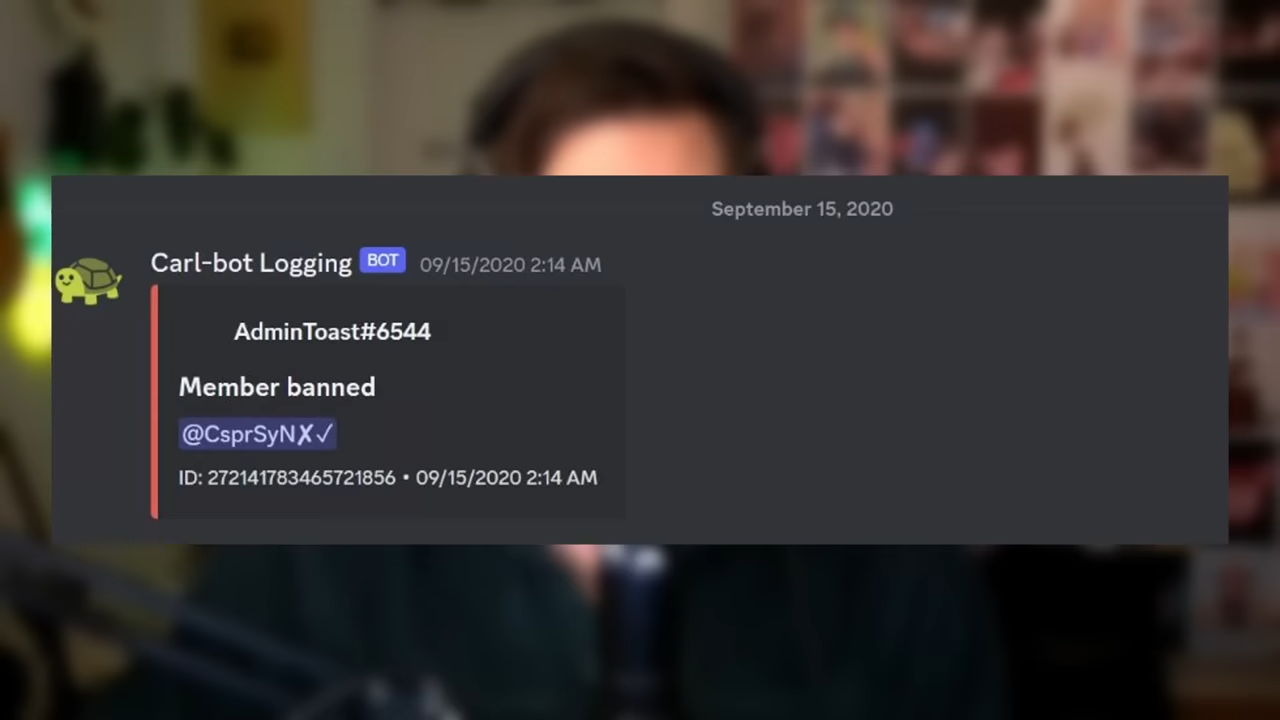 September 15, 2020
Carl-bot Logging BOT 09/15/2020 2:14 AM
AdminToast#6544
Member banned
@CsprSyN✗✓
ID: 272141783465721856 • 09/15/2020 2:14 AM